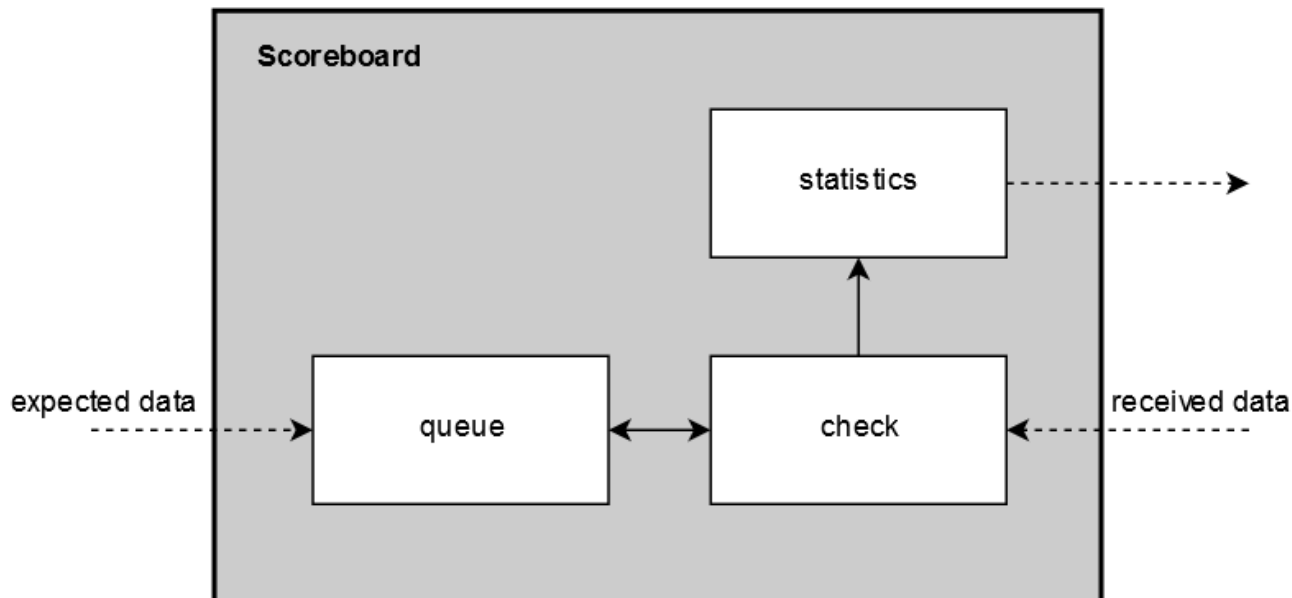 Scoreboard
statistics
expected data
queue
check
received data